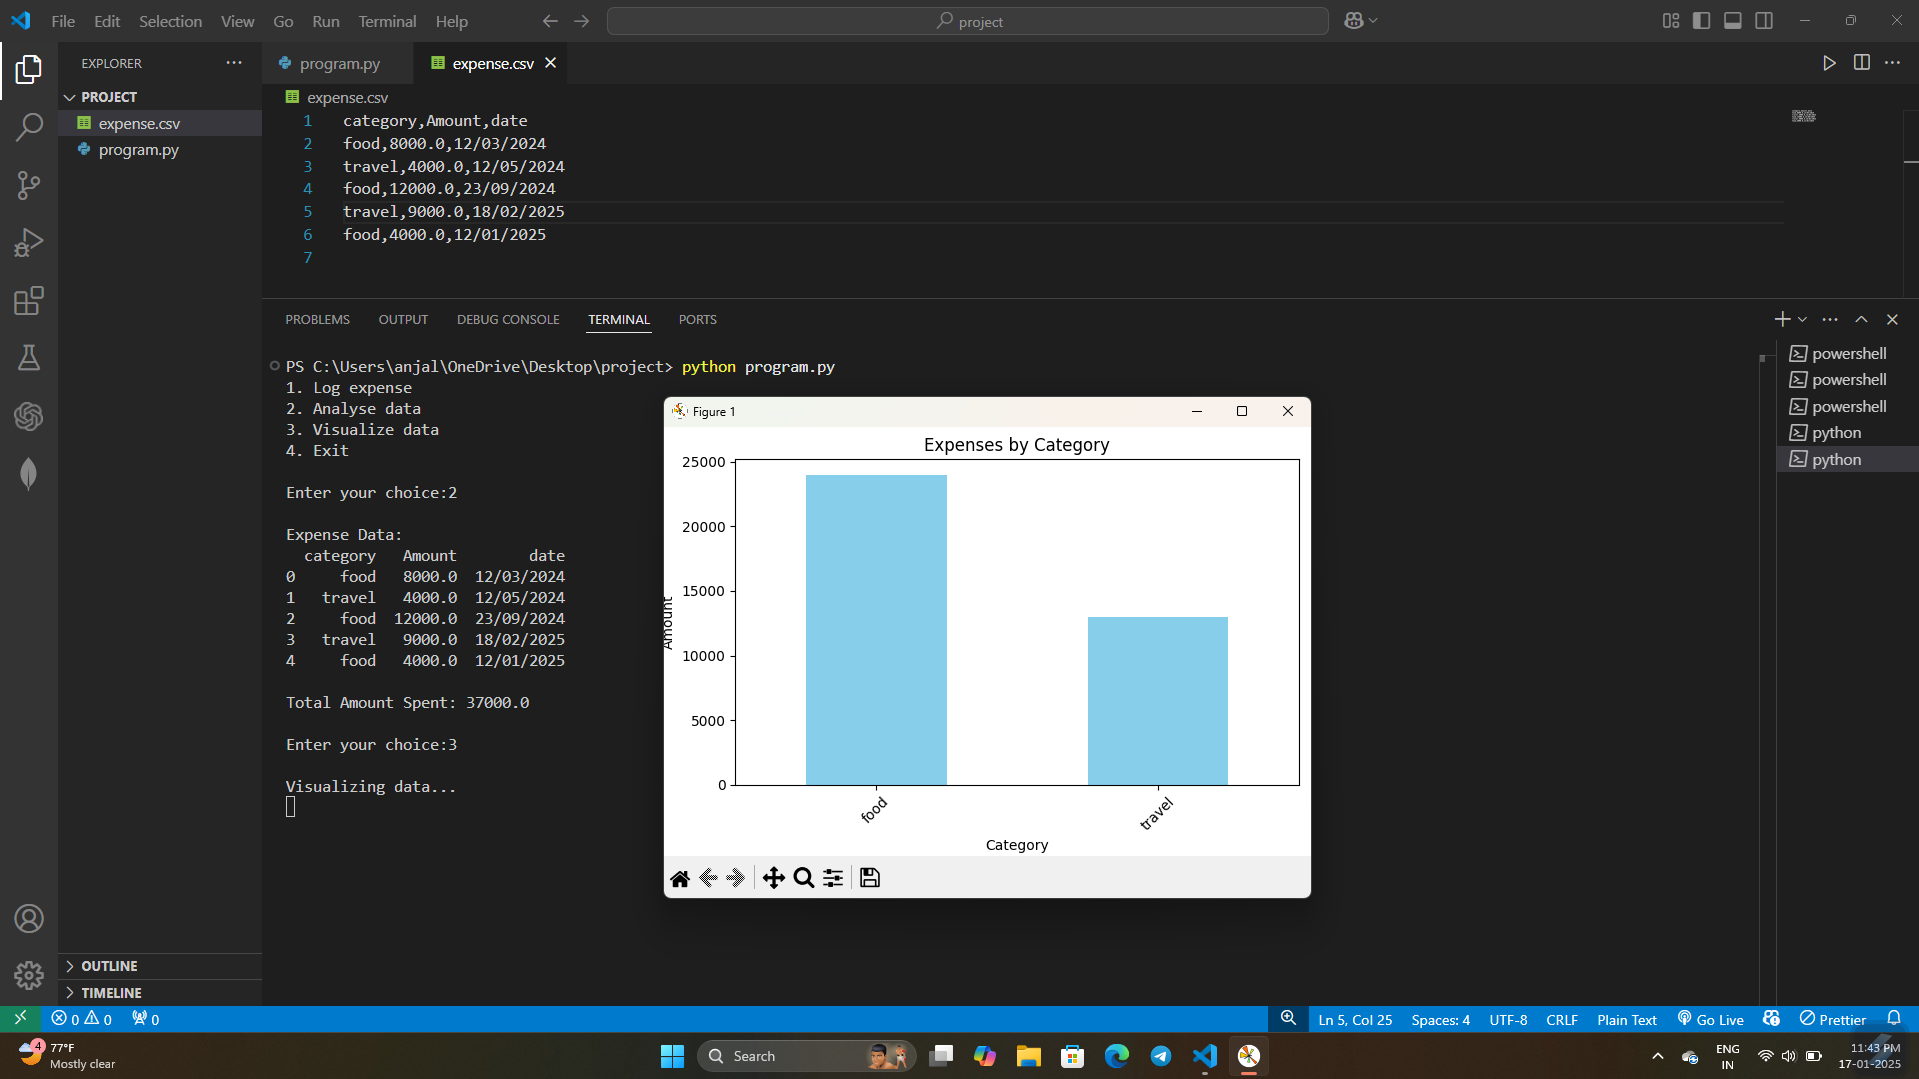 File Edit Selection View Go Run Terminal Help
project
EXPLORER
PROJECT
expense.csv
program.py
program.py
expense.csv
expense.csv
1 category,Amount,date
2 food,8000.0,12/03/2024
3 travel,4000.0,12/05/2024
4 food,12000.0,23/09/2024
5 travel,9000.0,18/02/2025
6 food,4000.0,12/01/2025
7
PROBLEMS OUTPUT DEBUG CONSOLE TERMINAL PORTS
PS C:\Users\anjal\OneDrive\Desktop\project> python program.py
1. Log expense
2. Analyse data
3. Visualize data
4. Exit
Enter your choice:2
Expense Data:
category Amount date
0 food 8000.0 12/03/2024
1 travel 4000.0 12/05/2024
2 food 12000.0 23/09/2024
3 travel 9000.0 18/02/2025
4 food 4000.0 12/01/2025
Total Amount Spent: 37000.0
Enter your choice:3
Visualizing data...
powershell
powershell
powershell
python
python
Figure 1
Expenses by Category
25000
20000
15000
10000
5000
0
Amount
food
travel
Category
OUTLINE
TIMELINE
0 0 0
Ln 5, Col 25 Spaces: 4 UTF-8 CRLF Plain Text Go Live Prettier
4
77°F
Mostly clear
Search
ENG
IN
11:43 PM
17-01-2025